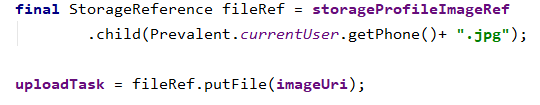 final StorageReference fileRef = storageProfileImageRef
.child(Prevalent.currentUser.getPhone()+ ".jpg");
uploadTask = fileRef.putFile(imageUri);